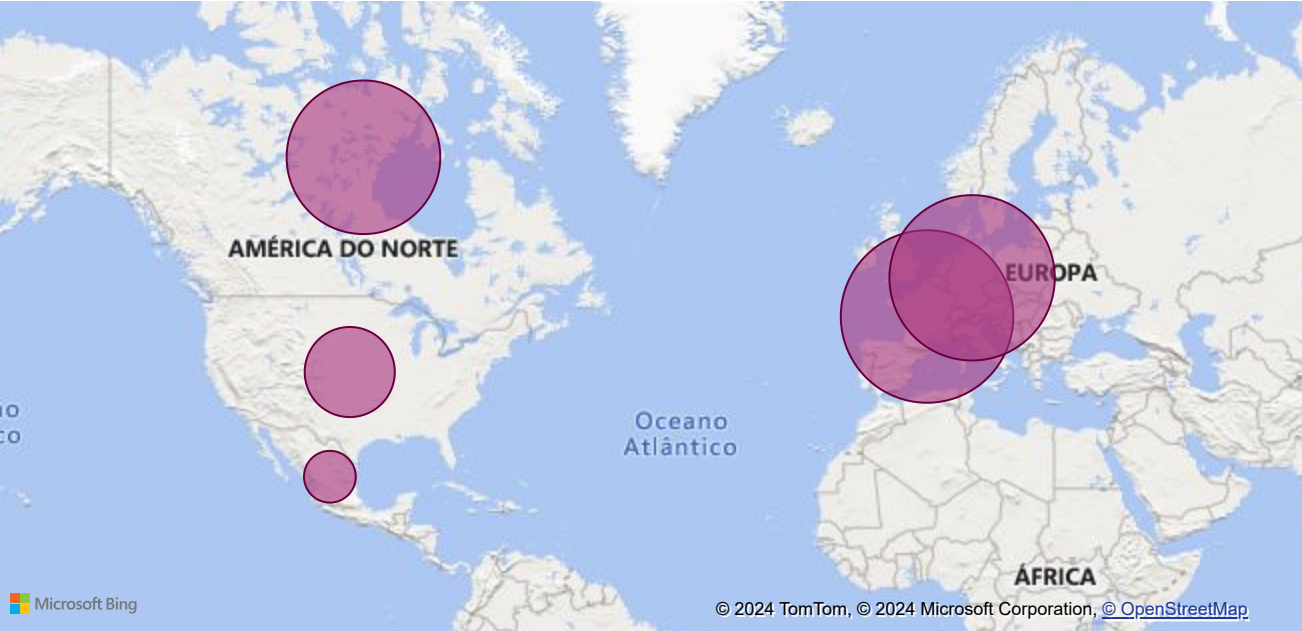 AMÉRICA DO NORTE
EUROPA
Oceano
Atlântico
ÁFRICA
Microsoft Bing
© 2024 TomTom, © 2024 Microsoft Corporation, © OpenStreetMap